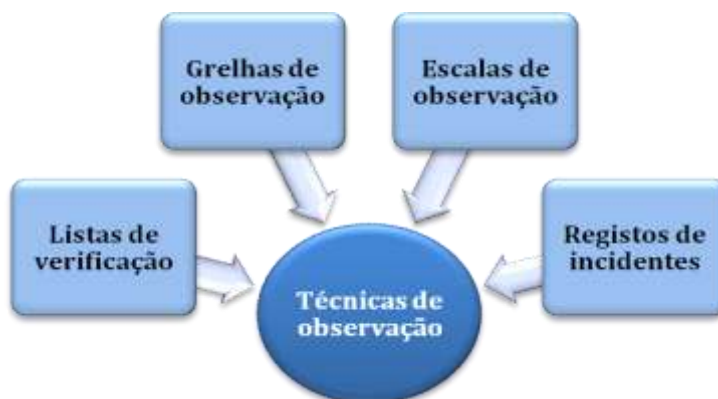 Grelhas de
observação
Escalas de
observação
Listas de
verificação
Registos de
incidentes
Técnicas de
observação